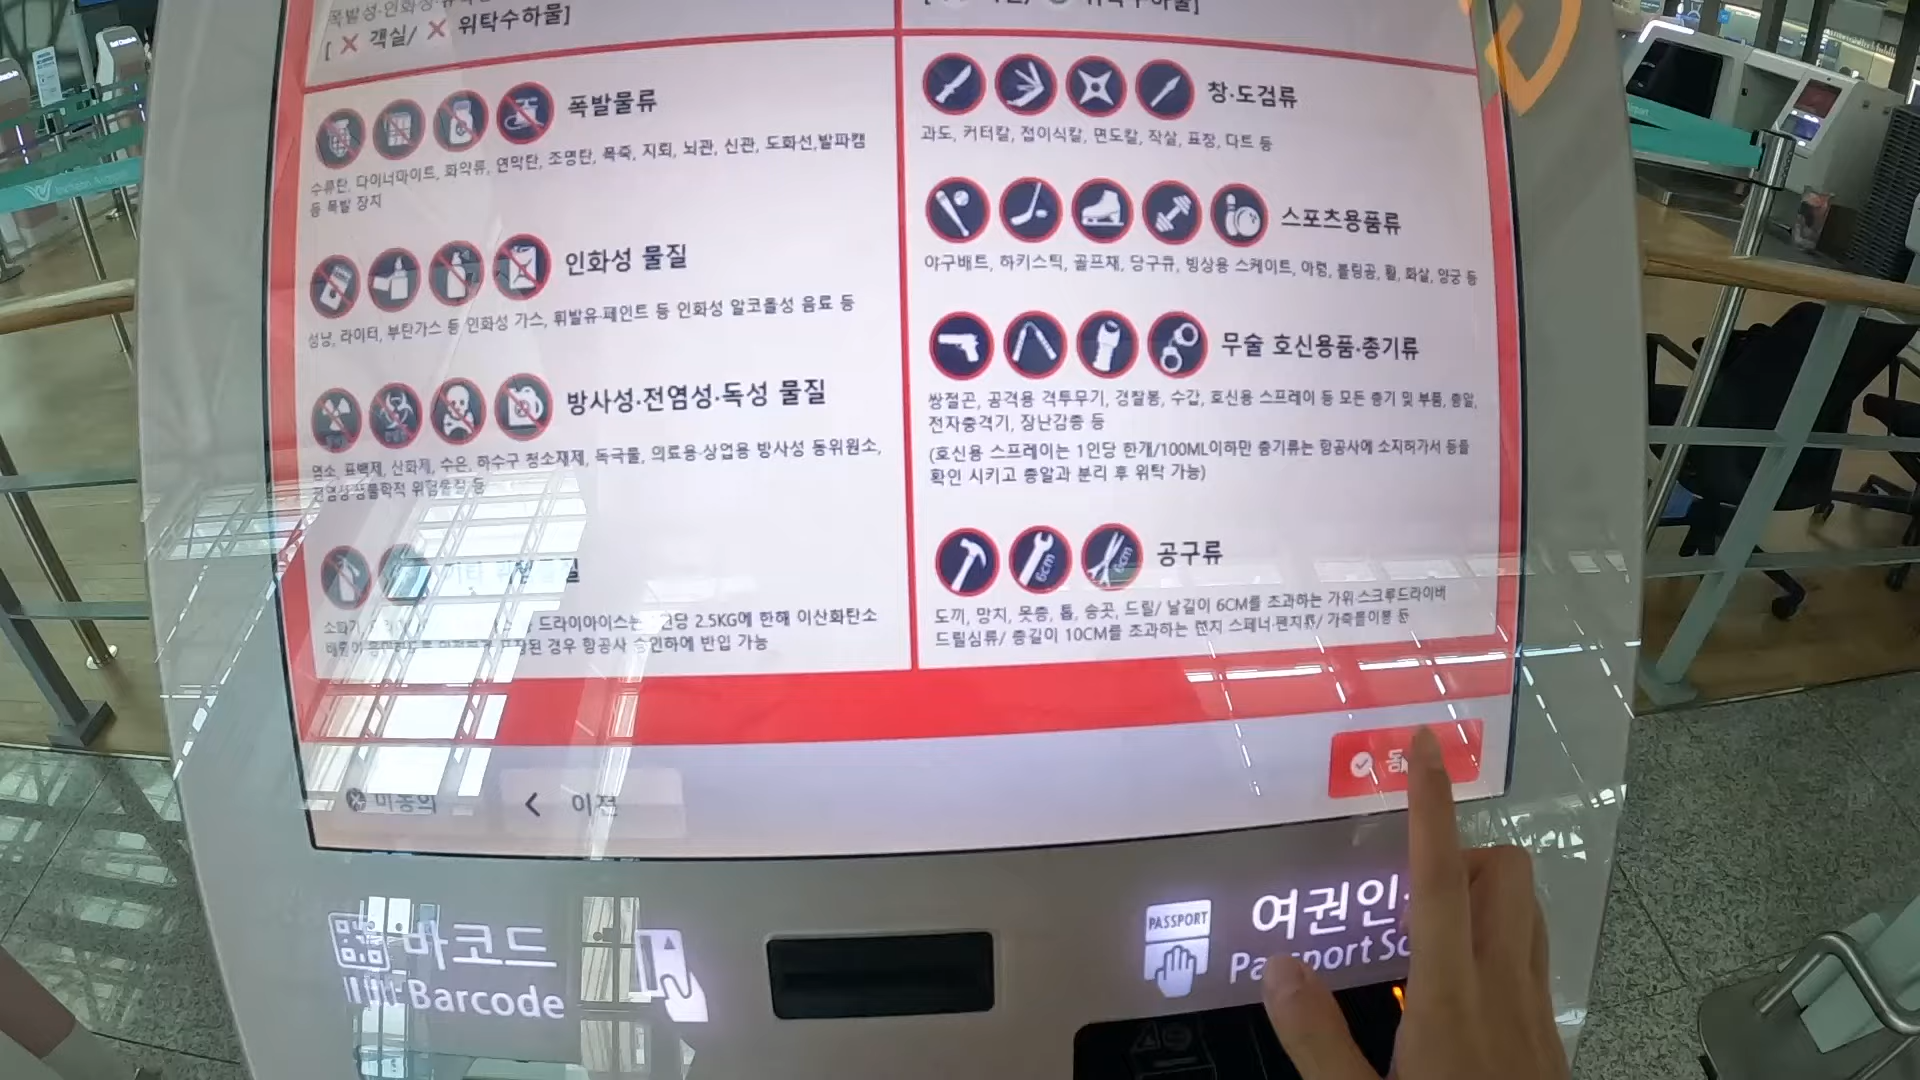 폭발성·인화성·유
[ X 객실/ X 위탁수하물]
위탁수하물]
폭발물류
수류탄, 다이너마이트, 화약류, 연막탄, 조명탄, 폭죽, 지뢰, 뇌관, 신관, 도화선,발파캡
등 폭발 장치
인화성 물질
성냥, 라이터, 부탄가스 등 인화성 가스, 휘발유·페인트 등 인화성 알코올성 음료 등
방사성·전염성·독성 물질
염소, 표백제, 산화제, 수은, 하수구 청소재제, 독극물, 의료용·상업용 방사성 동위원소,
전염성·생물학적 위험물질 등
기타 위험물질
드라이아이스는 2.5KG에 한해 이산화탄소
경우 항공사 승인하에 반입 가능
창·도검류
과도, 커터칼, 접이식칼, 면도칼, 작살, 표창, 다트 등
스포츠용품류
야구배트, 하키스틱, 골프채, 당구큐, 빙상용 스케이트, 아령, 볼링공, 활, 화살, 양궁 등
무술 호신용품·총기류
쌍절곤, 공격용 격투무기, 경찰봉, 수갑, 호신용 스프레이 등 모든 총기 및 부품, 총알,
전자충격기, 장난감총 등
(호신용 스프레이는 1인당 한개/100ML이하만 총기류는 항공사에 소지허가서 등을
확인 시키고 총알과 분리 후 위탁 가능)
6cm
6cm
공구류
도끼, 망치, 못총, 톱, 송곳, 드릴/ 날길이 6CM를 초과하는 가위·스크루드라이버
드릴심류/ 총길이 10CM를 초과하는 렌치·스패너·펜치류/ 가축몰이봉 등
미동의
이전
동
바코드
Barcode
PASSPORT
여권인
Passport Sc